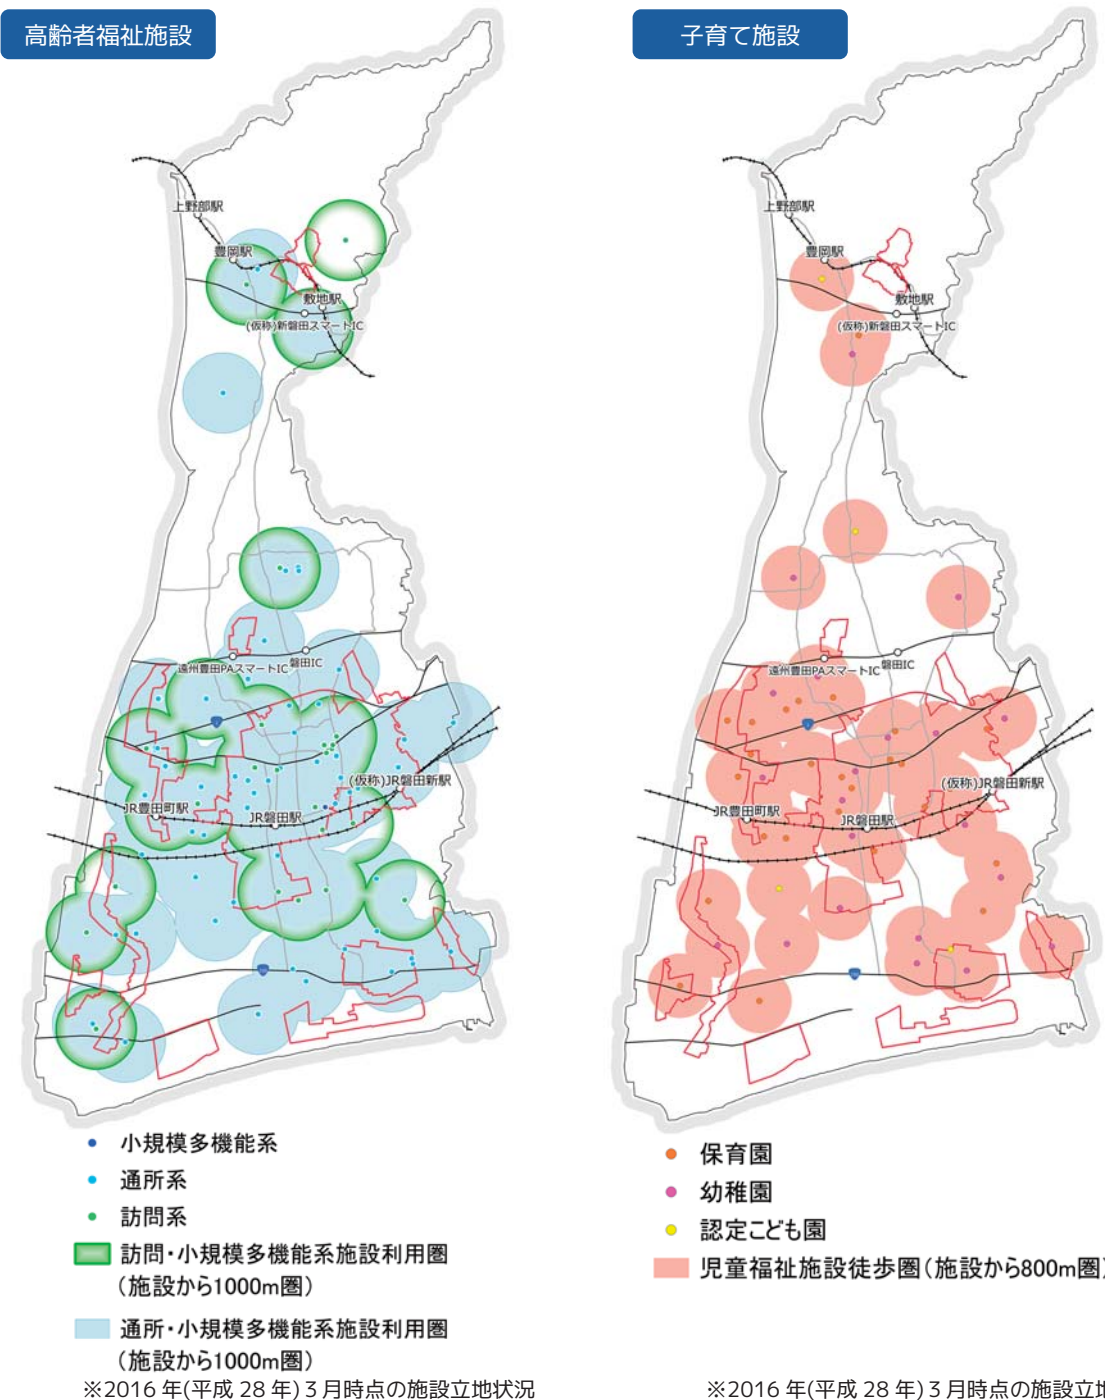 高齢者福祉施設
上野部駅
豊岡駅
敷地駅
(仮称)新磐田スマートIC
遠州豊田PAスマートIC
磐田IC
(仮称)JR磐田新駅
JR豊田町駅
JR磐田駅
小規模多機能系
通所系
訪問系
訪問・小規模多機能系施設利用圏
(施設から1000m圏)
通所・小規模多機能系施設利用圏
(施設から1000m圏)
※2016 年(平成 28 年)３月時点の施設立地状況
子育て施設
上野部駅
豊岡駅
敷地駅
(仮称)新磐田スマートIC
遠州豊田PAスマートIC
磐田IC
(仮称)JR磐田新駅
JR豊田町駅
JR磐田駅
保育園
幼稚園
認定こども園
児童福祉施設徒歩圏(施設から800m圏)
※2016 年(平成 28 年)３月時点の施設立